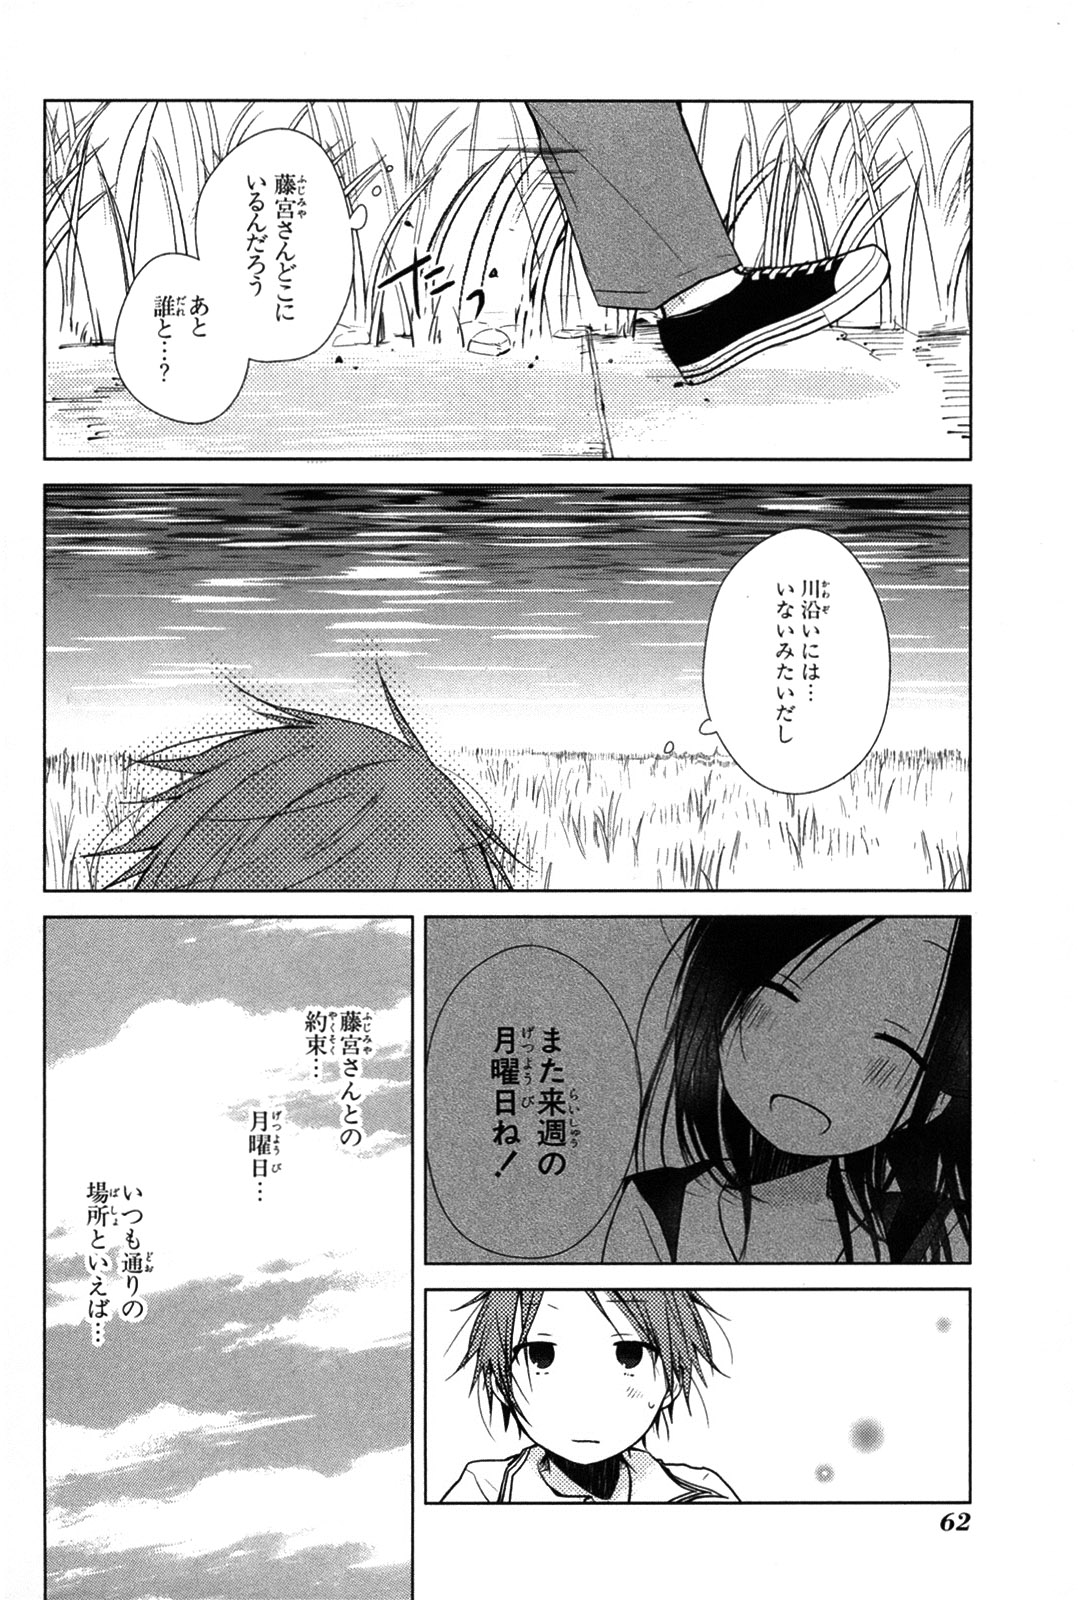 藤宮さんどこに
いるんだろう
あと
誰と…?
ダッ
川沿いには…
いないみたいだし
また来週の
月曜日ね!
藤宮さんとの
約束…
月曜日…
いつも通りの
場所といえば…
62